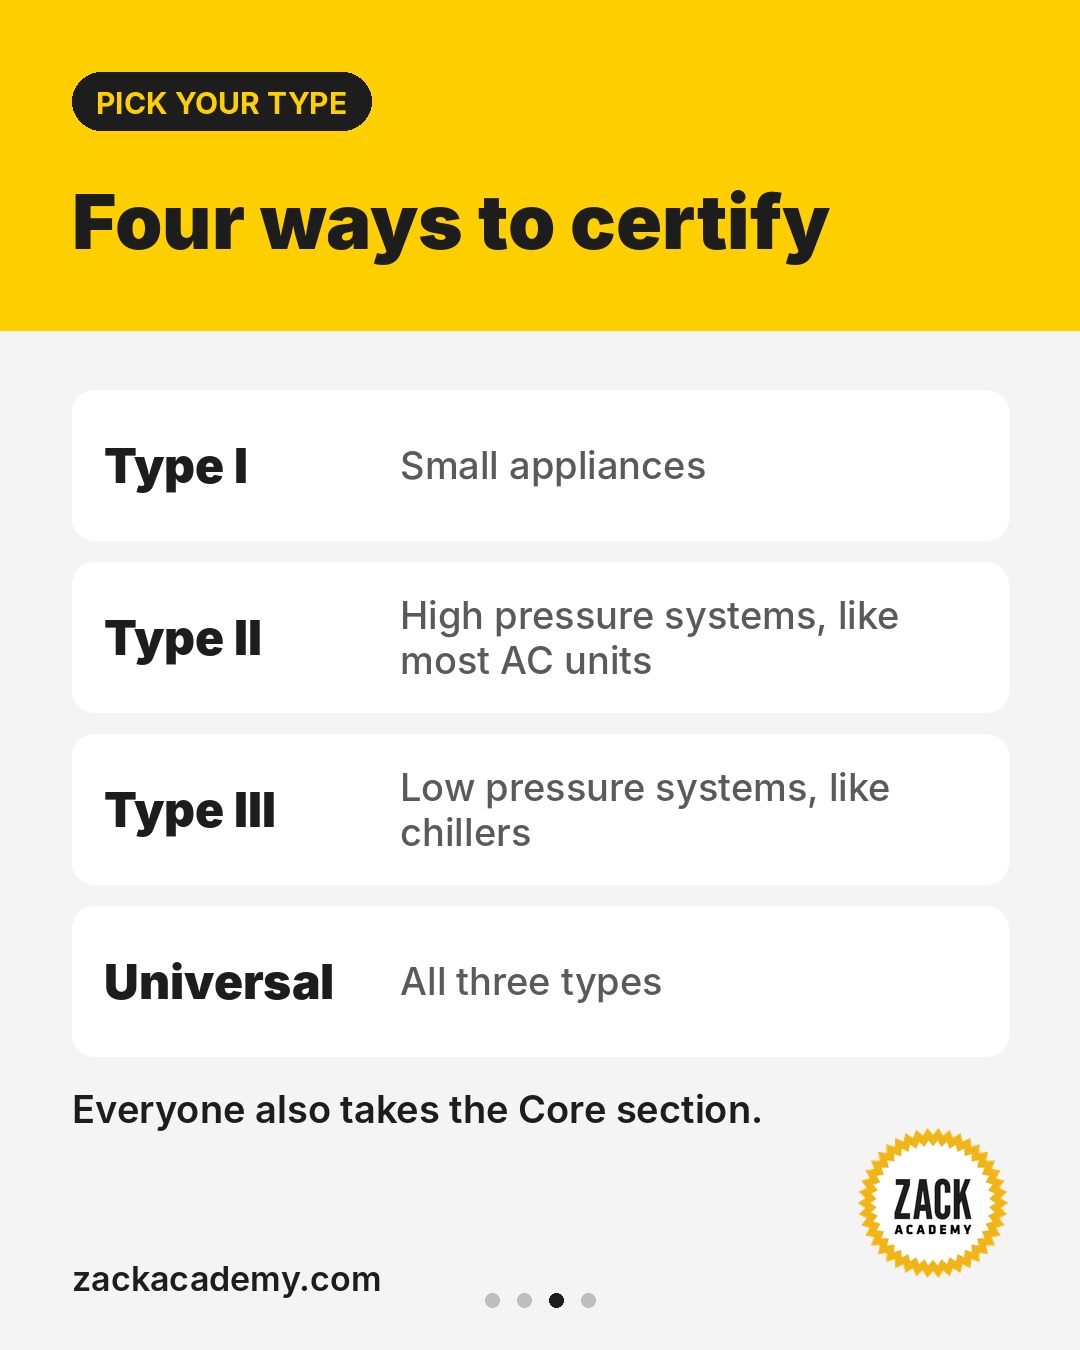 PICK YOUR TYPE
Four ways to certify
Type I
Small appliances
Type II
High pressure systems, like
most AC units
Type III
Low pressure systems, like
chillers
Universal
All three types
Everyone also takes the Core section.
ZACK
ACADEMY
zackacademy.com